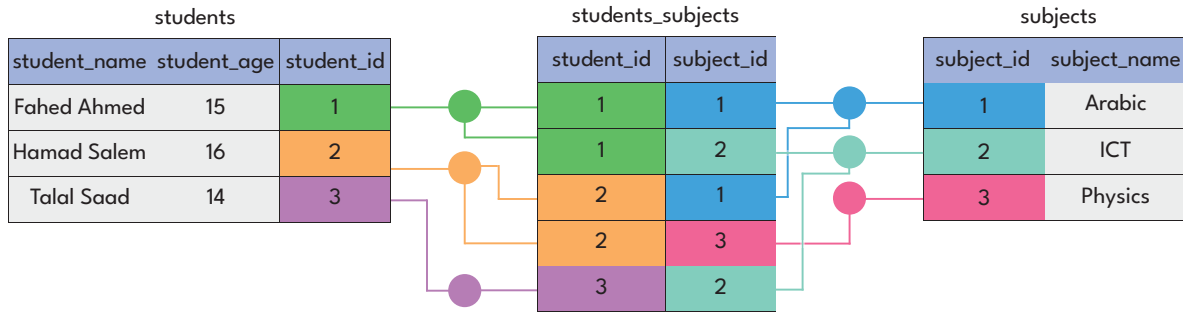 students
student_name student_age student_id
Fahed Ahmed 15 1
Hamad Salem 16 2
Talal Saad 14 3
students_subjects
student_id subject_id
1 1
1 2
2 1
2 3
3 2
subjects
subject_id subject_name
1 Arabic
2 ICT
3 Physics